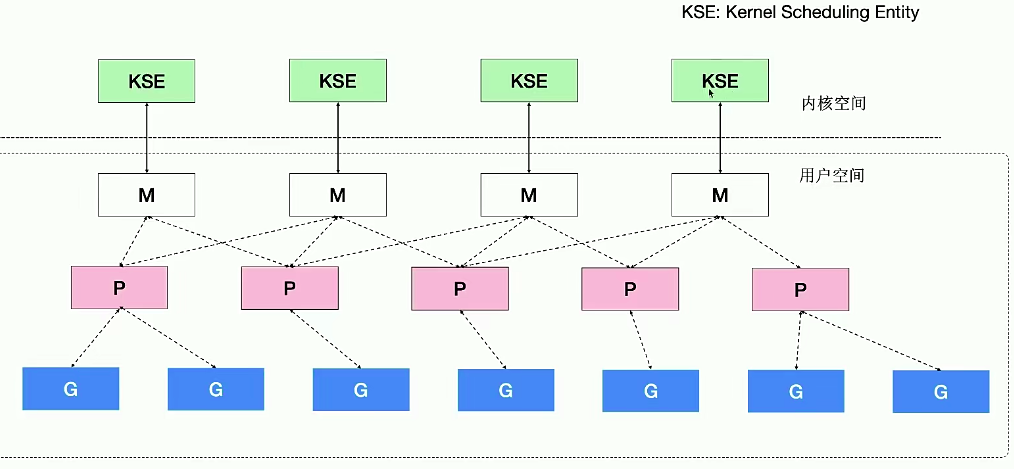 KSE: Kernel Scheduling Entity
KSE KSE KSE KSE
内核空间
用户空间
M M M M
P P P P P
G G G G G G G